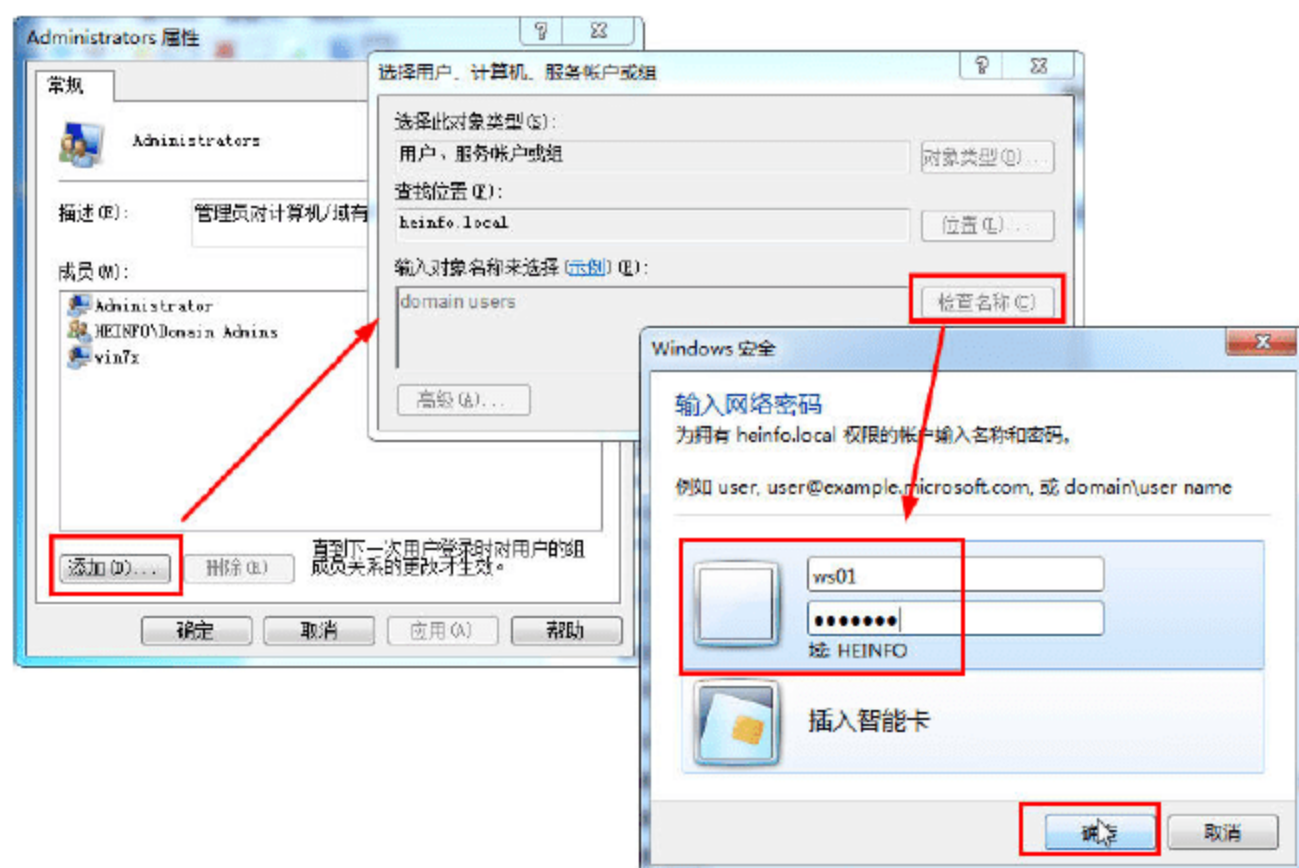 Administrators 属性
常规
Administrators
描述(E):
管理员对计算机/域有
成员(M):
Administrator
HEINFO\Domain Admins
win7x
添加(D)...
删除(R)
直到下一次用户登录时对用户的组
成员关系的更改才生效。
确定
取消
应用(A)
帮助
选择用户、计算机、服务帐户或组
选择此对象类型(S):
用户、服务帐户或组
对象类型(O)...
查找位置(F):
heinfo.local
位置(L)...
输入对象名称来选择(示例)(E):
domain users
检查名称(C)
高级(A)...
Windows 安全
输入网络密码
为拥有 heinfo.local 权限的帐户输入名称和密码。
例如 user, user@example.microsoft.com, 或 domain\user name
ws01
●●●●●●●
域: HEINFO
插入智能卡
确定
取消